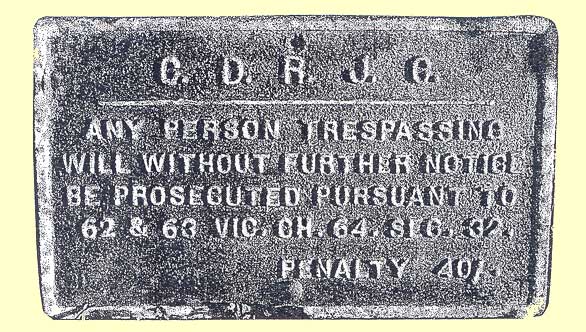 C. D. R. J. C.
ANY PERSON TRESPASSING
WILL WITHOUT FURTHER NOTICE
BE PROSECUTED PURSUANT TO
62 & 63 VIC. CH. 64. SEC. 32.
PENALTY 40/-